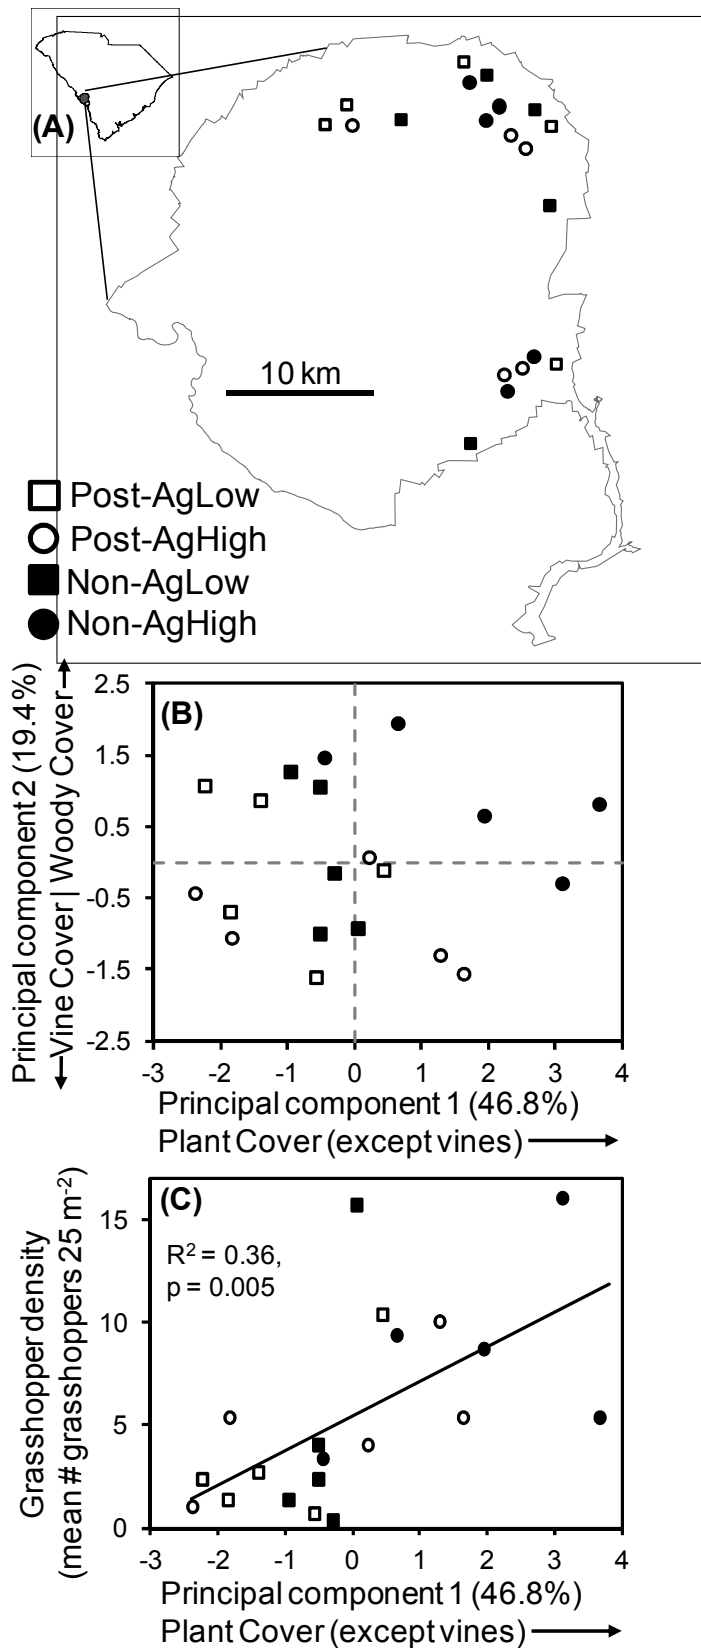 (A)
10 km
Post-AgLow
Post-AgHigh
Non-AgLow
Non-AgHigh
Principal component 2 (19.4%)
Vine Cover | Woody Cover
2.5
1.5
0.5
-0.5
-1.5
-2.5
(B)
-3 -2 -1 0 1 2 3 4
Principal component 1 (46.8%)
Plant Cover (except vines)
Grasshopper density
(mean # grasshoppers 25 m-2)
15
10
5
0
(C)
R2 = 0.36,
p = 0.005
-3 -2 -1 0 1 2 3 4
Principal component 1 (46.8%)
Plant Cover (except vines)